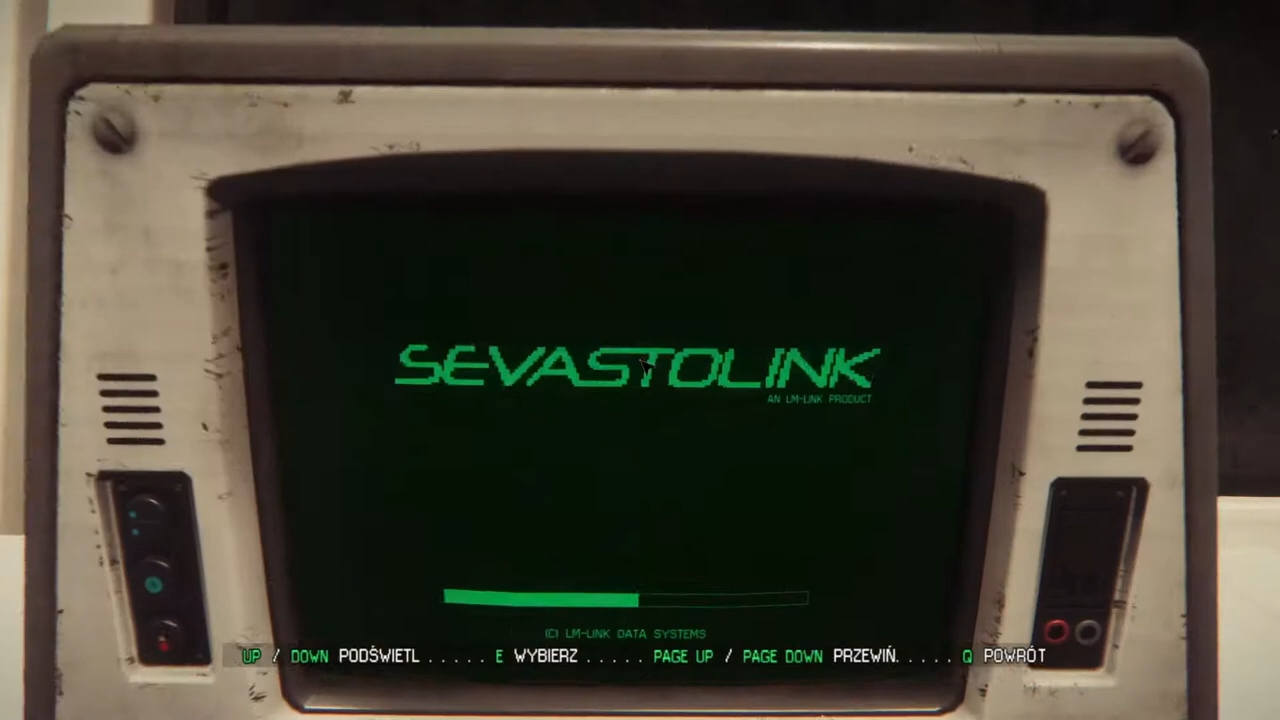 SEVASTOLINK
AN LM-LINK PRODUCT
(C) LM-LINK DATA SYSTEMS
UP / DOWN PODŚWIETL ..... E WYBIERZ ..... PAGE UP / PAGE DOWN PRZEWIŃ..... Q POWRÓT